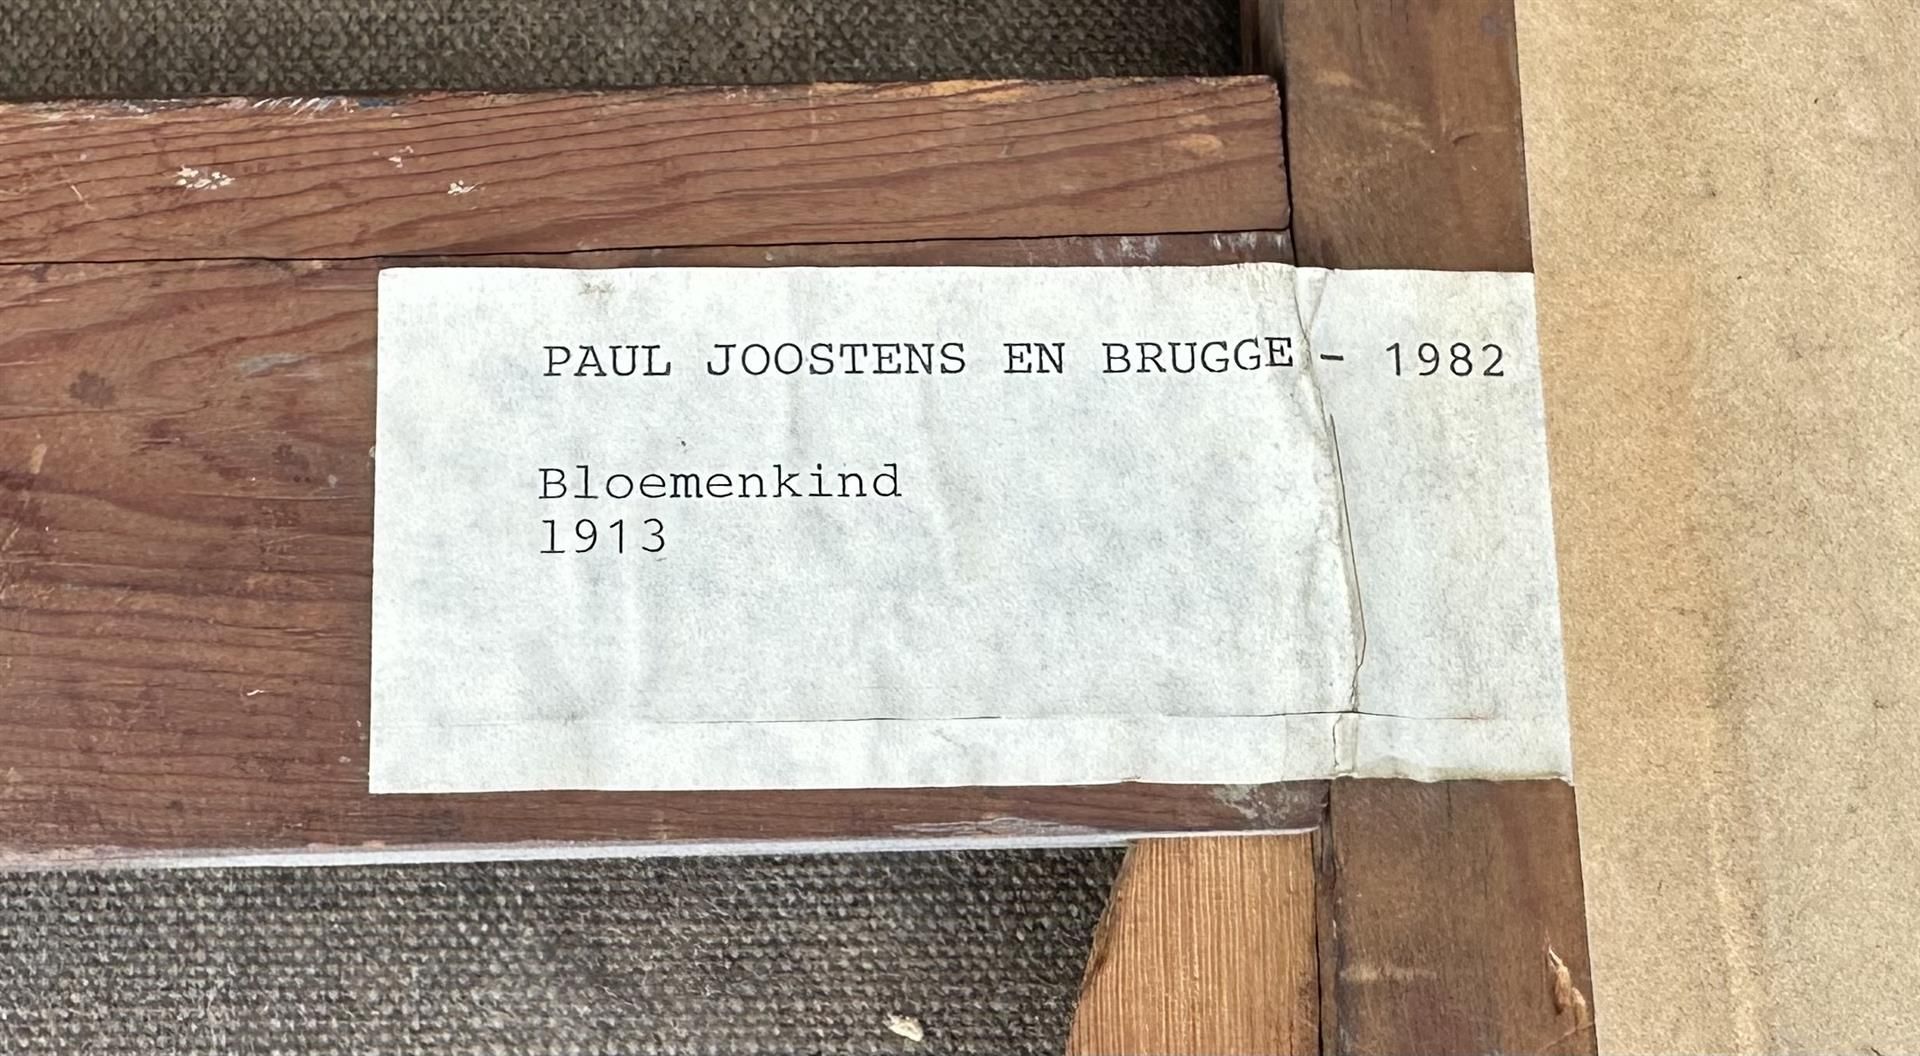 PAUL JOOSTENS EN BRUGGE - 1982
Bloemenkind
1913